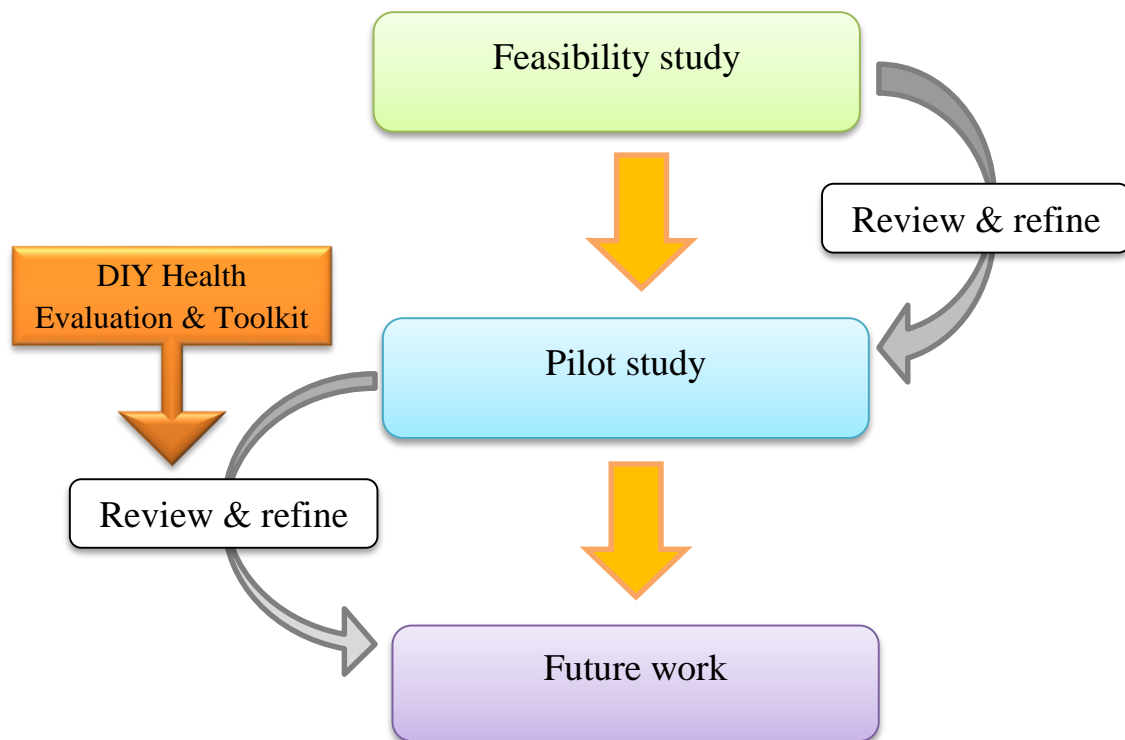 Feasibility study
Review & refine
DIY Health
Evaluation & Toolkit
Pilot study
Review & refine
Future work